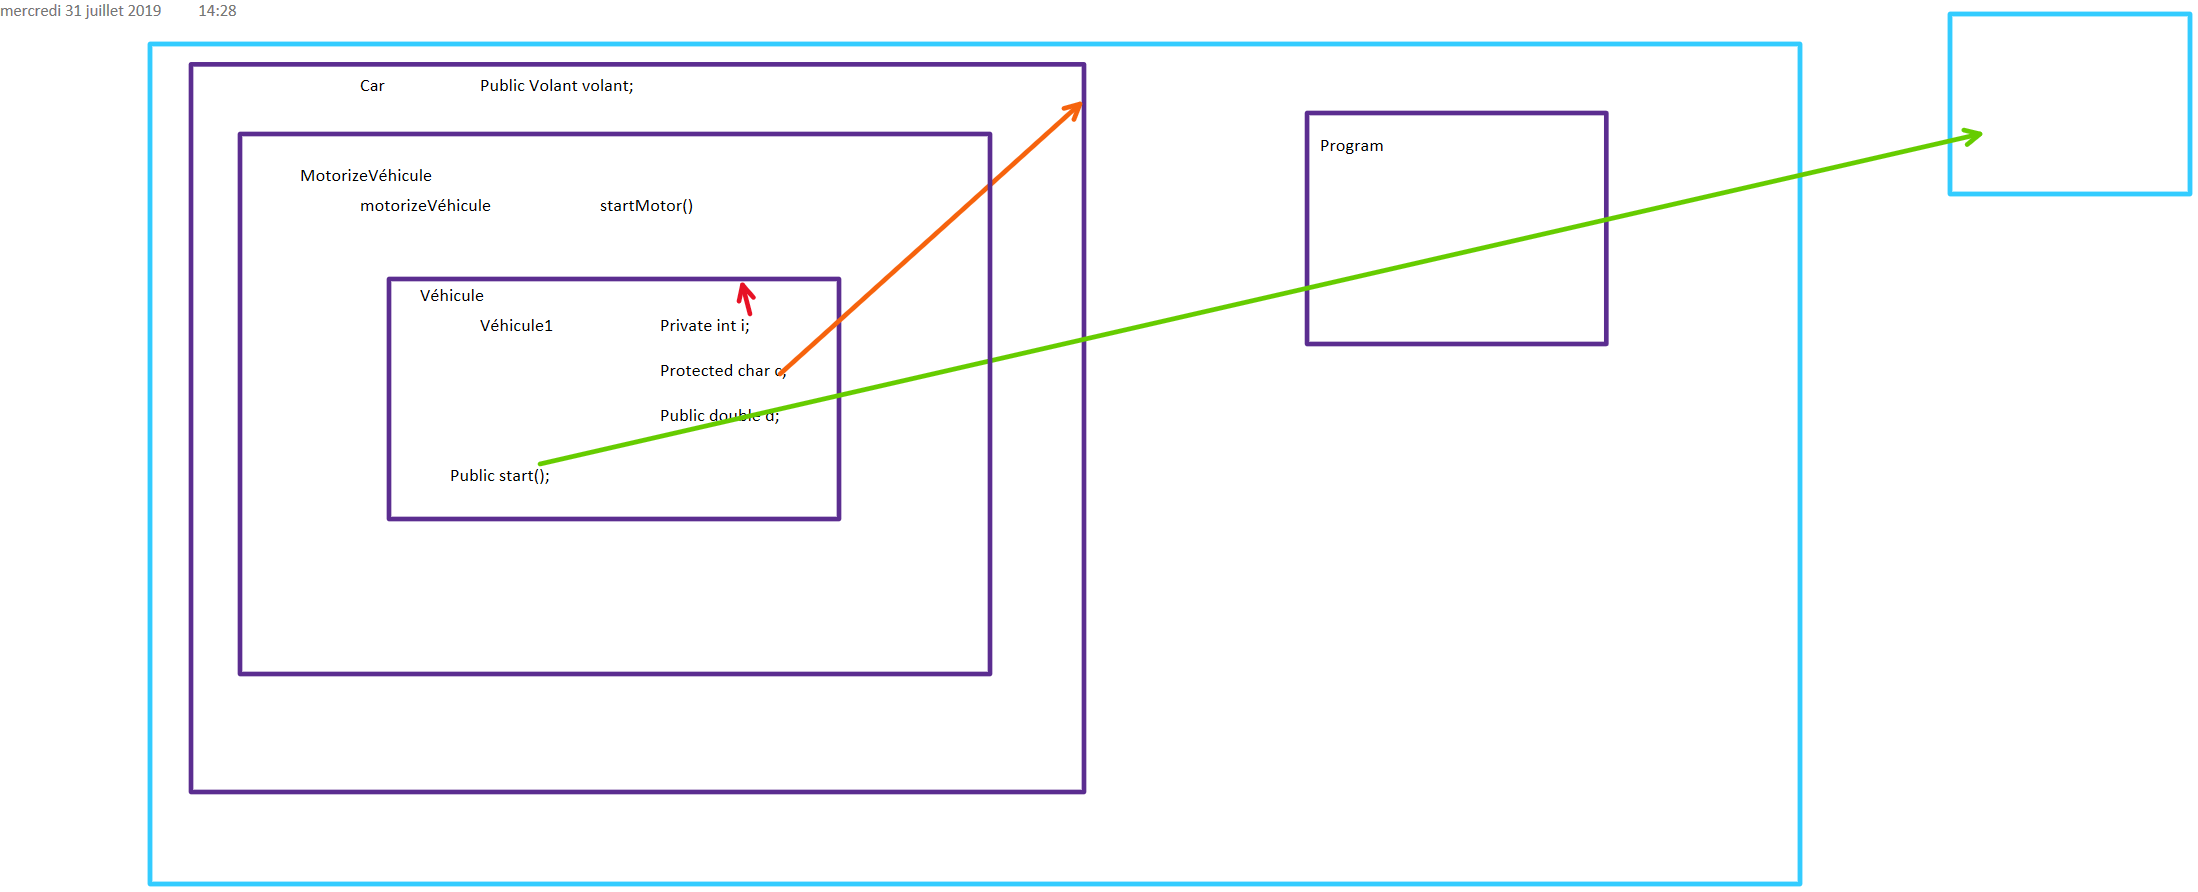 mercredi 31 juillet 2019 14:28
Car Public Volant volant;
Program
MotorizeVéhicule
motorizeVéhicule startMotor()
Véhicule
Véhicule1 Private int i;
Protected char c;
Public double d;
Public start();